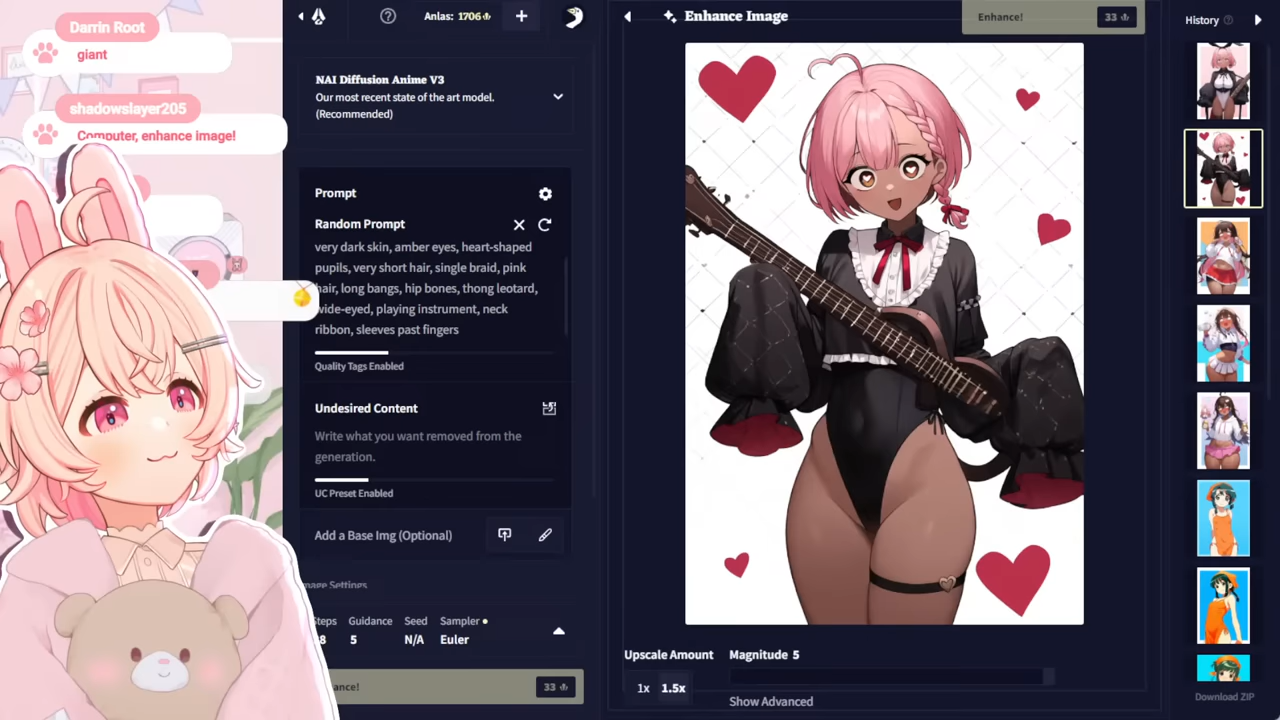 Darrin Root
giant
shadowslayer205
Computer, enhance image!
Anlas: 1706
NAI Diffusion Anime V3
Our most recent state of the art model.
(Recommended)
Prompt
Random Prompt
very dark skin, amber eyes, heart-shaped
pupils, very short hair, single braid, pink
hair, long bangs, hip bones, thong leotard,
wide-eyed, playing instrument, neck
ribbon, sleeves past fingers
Quality Tags Enabled
Undesired Content
Write what you want removed from the
generation.
UC Preset Enabled
Add a Base Img (Optional)
Image Settings
Steps Guidance Seed Sampler
8 5 N/A Euler
ance! 33
Enhance Image
Enhance! 33
Upscale Amount Magnitude 5
1x 1.5x
Show Advanced
History
Download ZIP